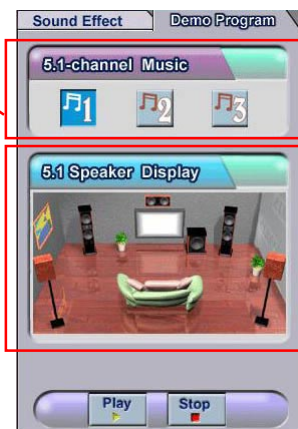 Sound Effect Demo Program
5.1-channel Music
1 2 3
5.1 Speaker Display
Play Stop